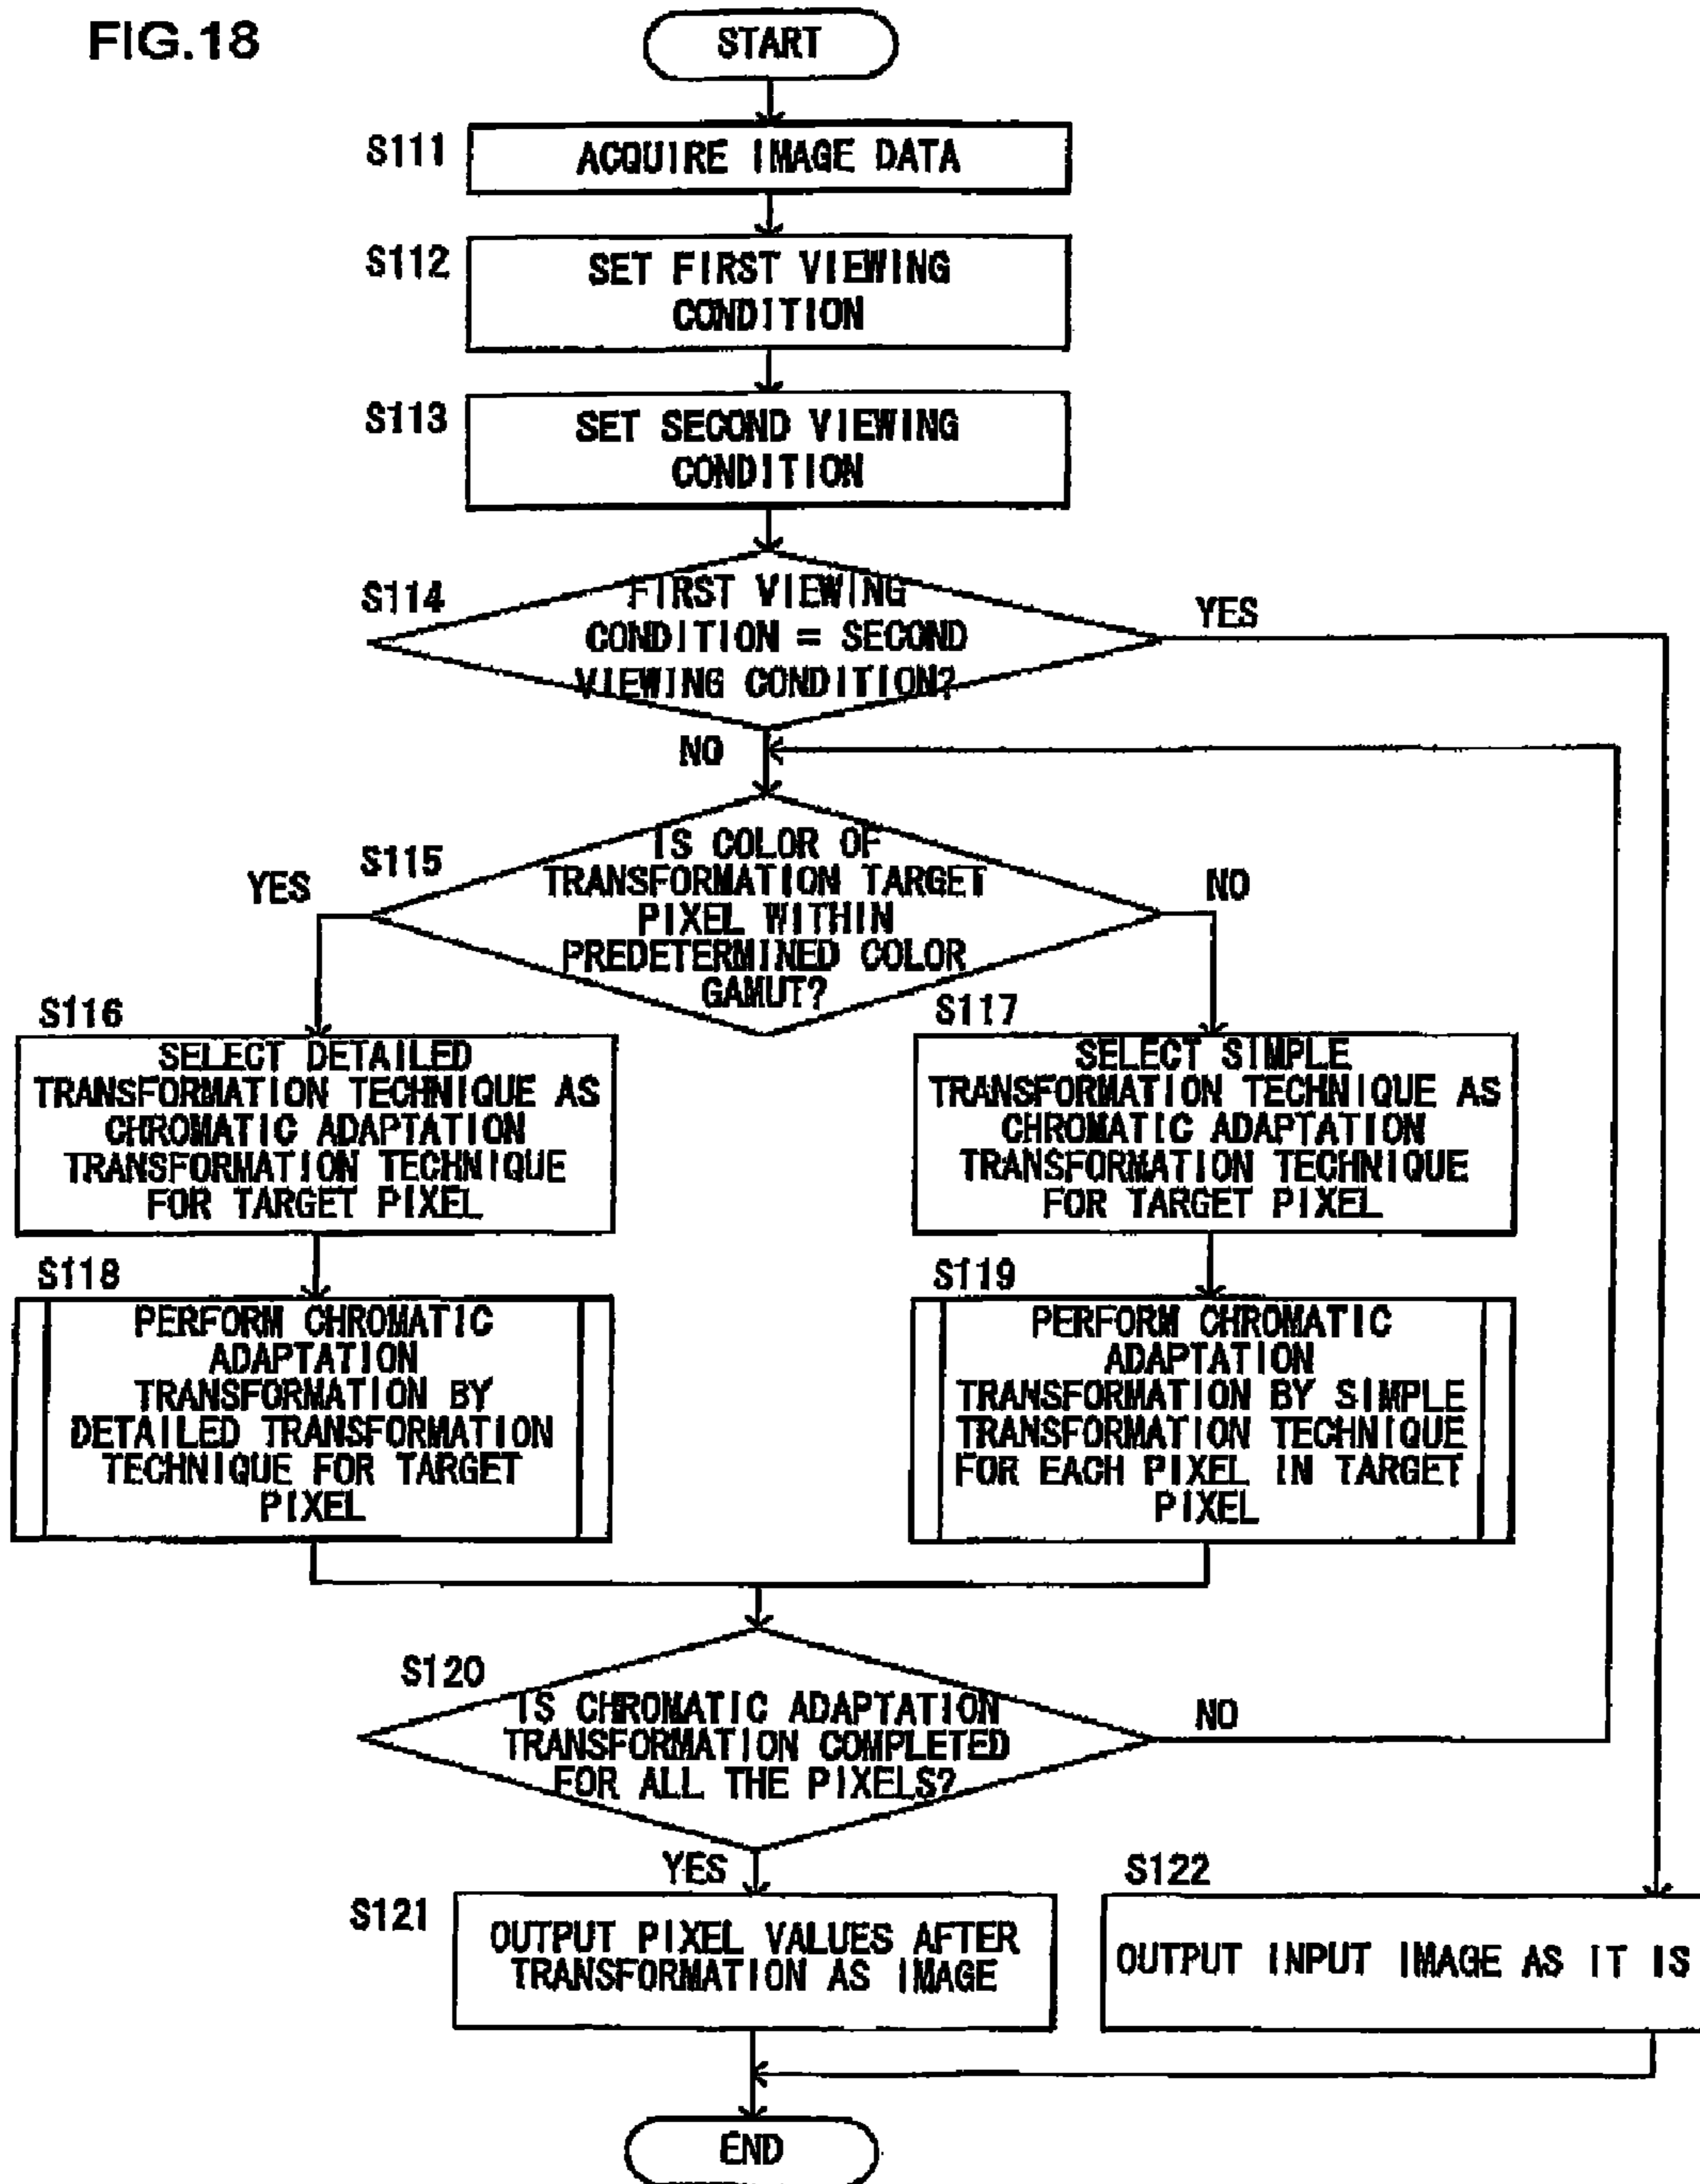 FIG.18
START
S111
ACQUIRE IMAGE DATA
S112
SET FIRST VIEWING
CONDITION
S113
SET SECOND VIEWING
CONDITION
S114
FIRST VIEWING
CONDITION = SECOND
VIEWING CONDITION?
YES
NO
S115
IS COLOR OF
TRANSFORMATION TARGET
PIXEL WITHIN
PREDETERMINED COLOR
GAMUT?
YES
NO
S116
SELECT DETAILED
TRANSFORMATION TECHNIQUE AS
CHROMATIC ADAPTATION
TRANSFORMATION TECHNIQUE
FOR TARGET PIXEL
S117
SELECT SIMPLE
TRANSFORMATION TECHNIQUE AS
CHROMATIC ADAPTATION
TRANSFORMATION TECHNIQUE
FOR TARGET PIXEL
S118
PERFORM CHROMATIC
ADAPTATION
TRANSFORMATION BY
DETAILED TRANSFORMATION
TECHNIQUE FOR TARGET
PIXEL
S119
PERFORM CHROMATIC
ADAPTATION
TRANSFORMATION BY SIMPLE
TRANSFORMATION TECHNIQUE
FOR EACH PIXEL IN TARGET
PIXEL
S120
IS CHROMATIC ADAPTATION
TRANSFORMATION COMPLETED
FOR ALL THE PIXELS?
NO
YES
S121
OUTPUT PIXEL VALUES AFTER
TRANSFORMATION AS IMAGE
S122
OUTPUT INPUT IMAGE AS IT IS
END